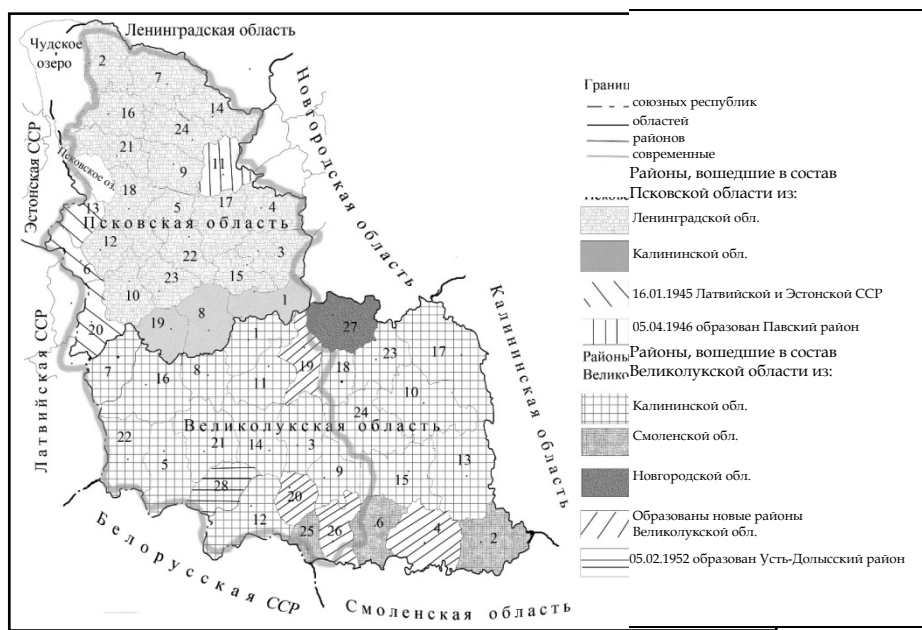 Ленинградская область
Чудское
озеро
2
7
16
14
24
21
11
9
18
17
13
5
4
Псковское оз.
Псковская область
12
3
22
6
23
15
10
1
8
19
20
Эстонская ССР
Латвийская ССР
Новгородская область
Калининская область
1
27
19
18
23
17
7
16
8
11
10
24
Великолукская область
22
21
14
3
5
9
13
28
15
20
12
25
26
6
4
2
Белорусская ССР
Смоленская область
Границ
союзных республик
областей
районов
современные
Районы, вошедшие в состав
Псковской области из:
Ленинградской обл.
Калининской обл.
16.01.1945 Латвийской и Эстонской ССР
05.04.1946 образован Павский район
Районы
Районы, вошедшие в состав
Велико
Великолукской области из:
Калининской обл.
Смоленской обл.
Новгородской обл.
Образованы новые районы
Великолукской обл.
05.02.1952 образован Усть-Долысский район